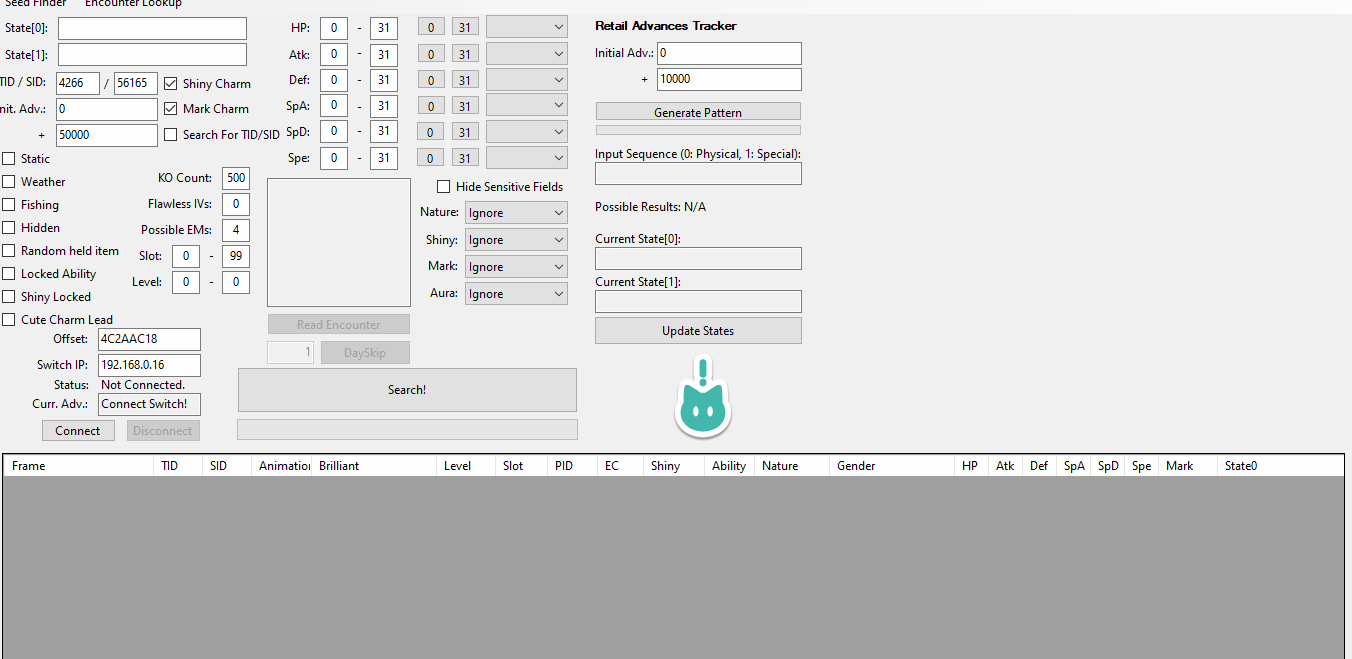 Seed Finder Encounter Lookup
State[0]:
State[1]:
TID / SID: 4266 / 56165 Shiny Charm
nit. Adv.: 0 Mark Charm
+ 50000 Search For TID/SID
Static
Weather
Fishing
Hidden
Random held item
Locked Ability
Shiny Locked
Cute Charm Lead
KO Count: 500
Flawless IVs: 0
Possible EMs: 4
Slot: 0 - 99
Level: 0 - 0
Offset: 4C2AAC18
Switch IP: 192.168.0.16
Status: Not Connected.
Curr. Adv.: Connect Switch!
Connect Disconnect
HP: 0 - 31 0 31
Atk: 0 - 31 0 31
Def: 0 - 31 0 31
SpA: 0 - 31 0 31
SpD: 0 - 31 0 31
Spe: 0 - 31 0 31
Hide Sensitive Fields
Nature: Ignore
Shiny: Ignore
Mark: Ignore
Aura: Ignore
Read Encounter
1 DaySkip
Search!
Retail Advances Tracker
Initial Adv.: 0
+ 10000
Generate Pattern
Input Sequence (0: Physical, 1: Special):
Possible Results: N/A
Current State[0]:
Current State[1]:
Update States
Frame TID SID Animation Brilliant Level Slot PID EC Shiny Ability Nature Gender HP Atk Def SpA SpD Spe Mark State0